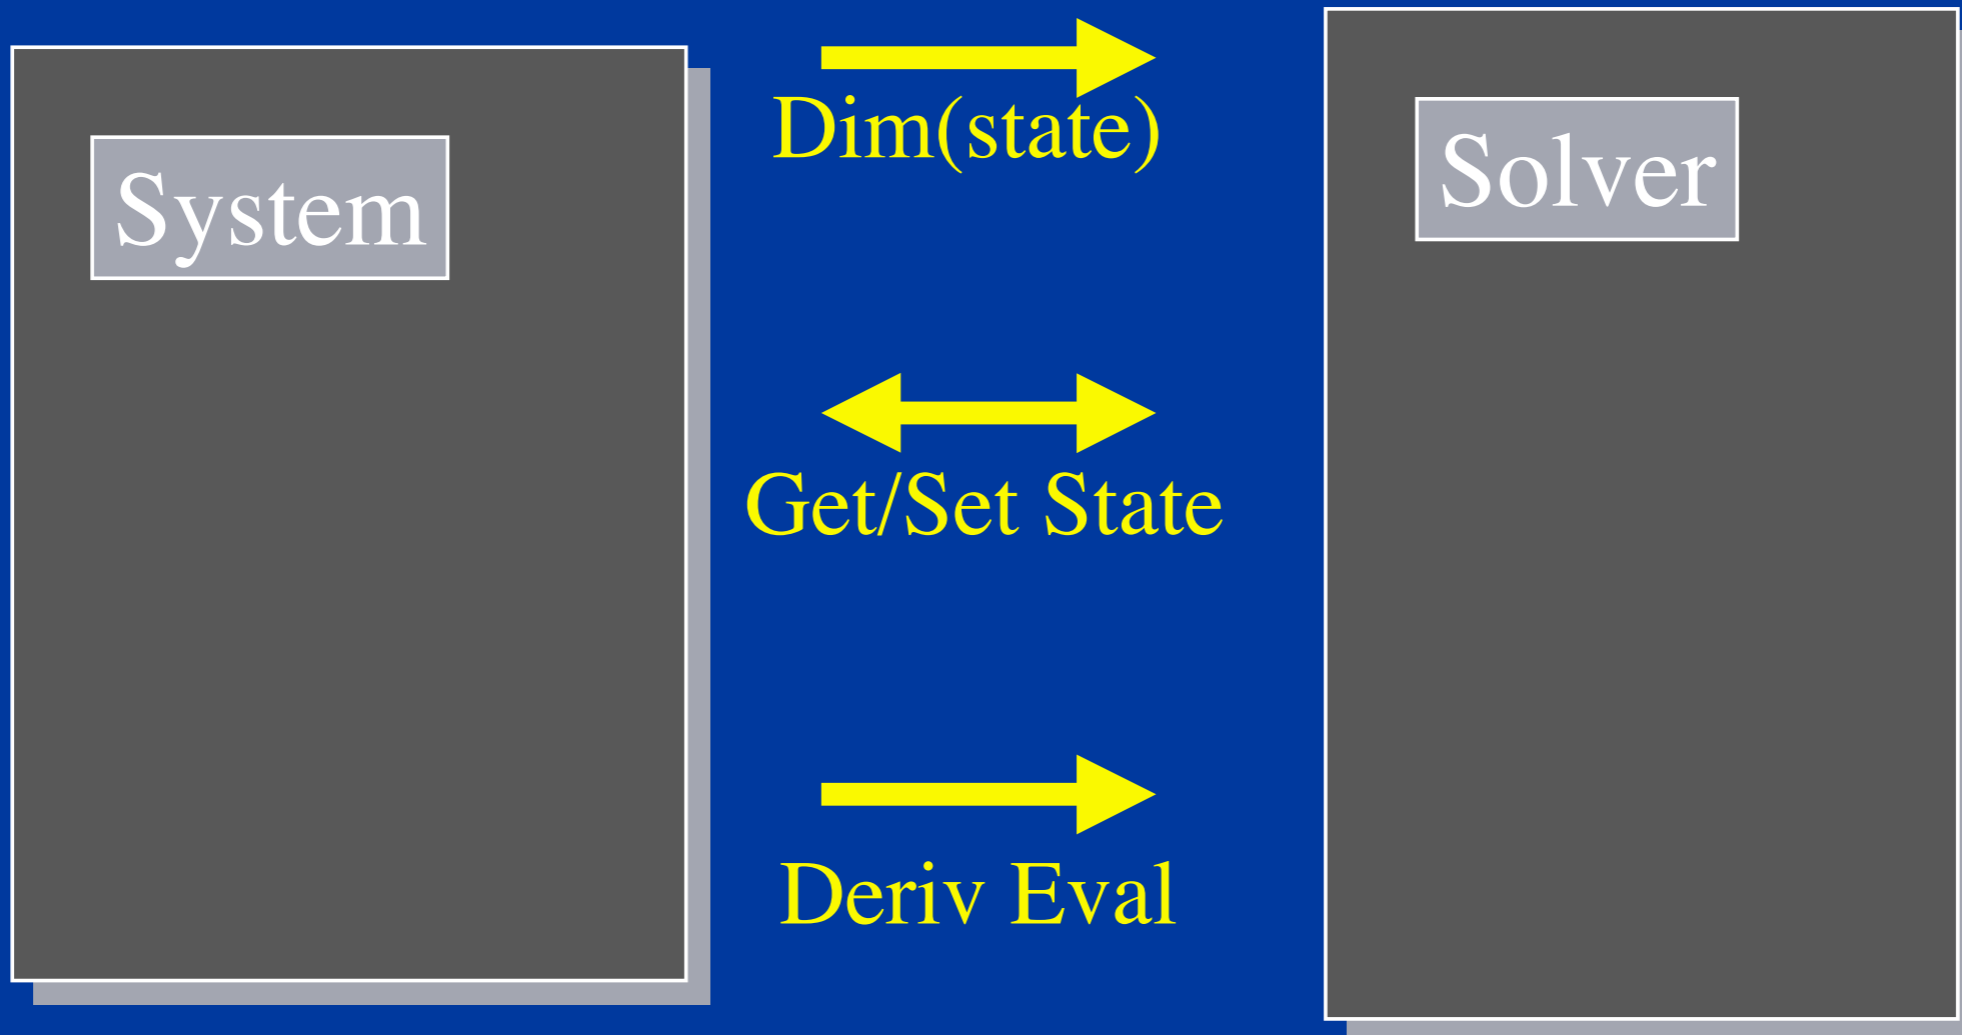 System
Dim(state)
Get/Set State
Deriv Eval
Solver